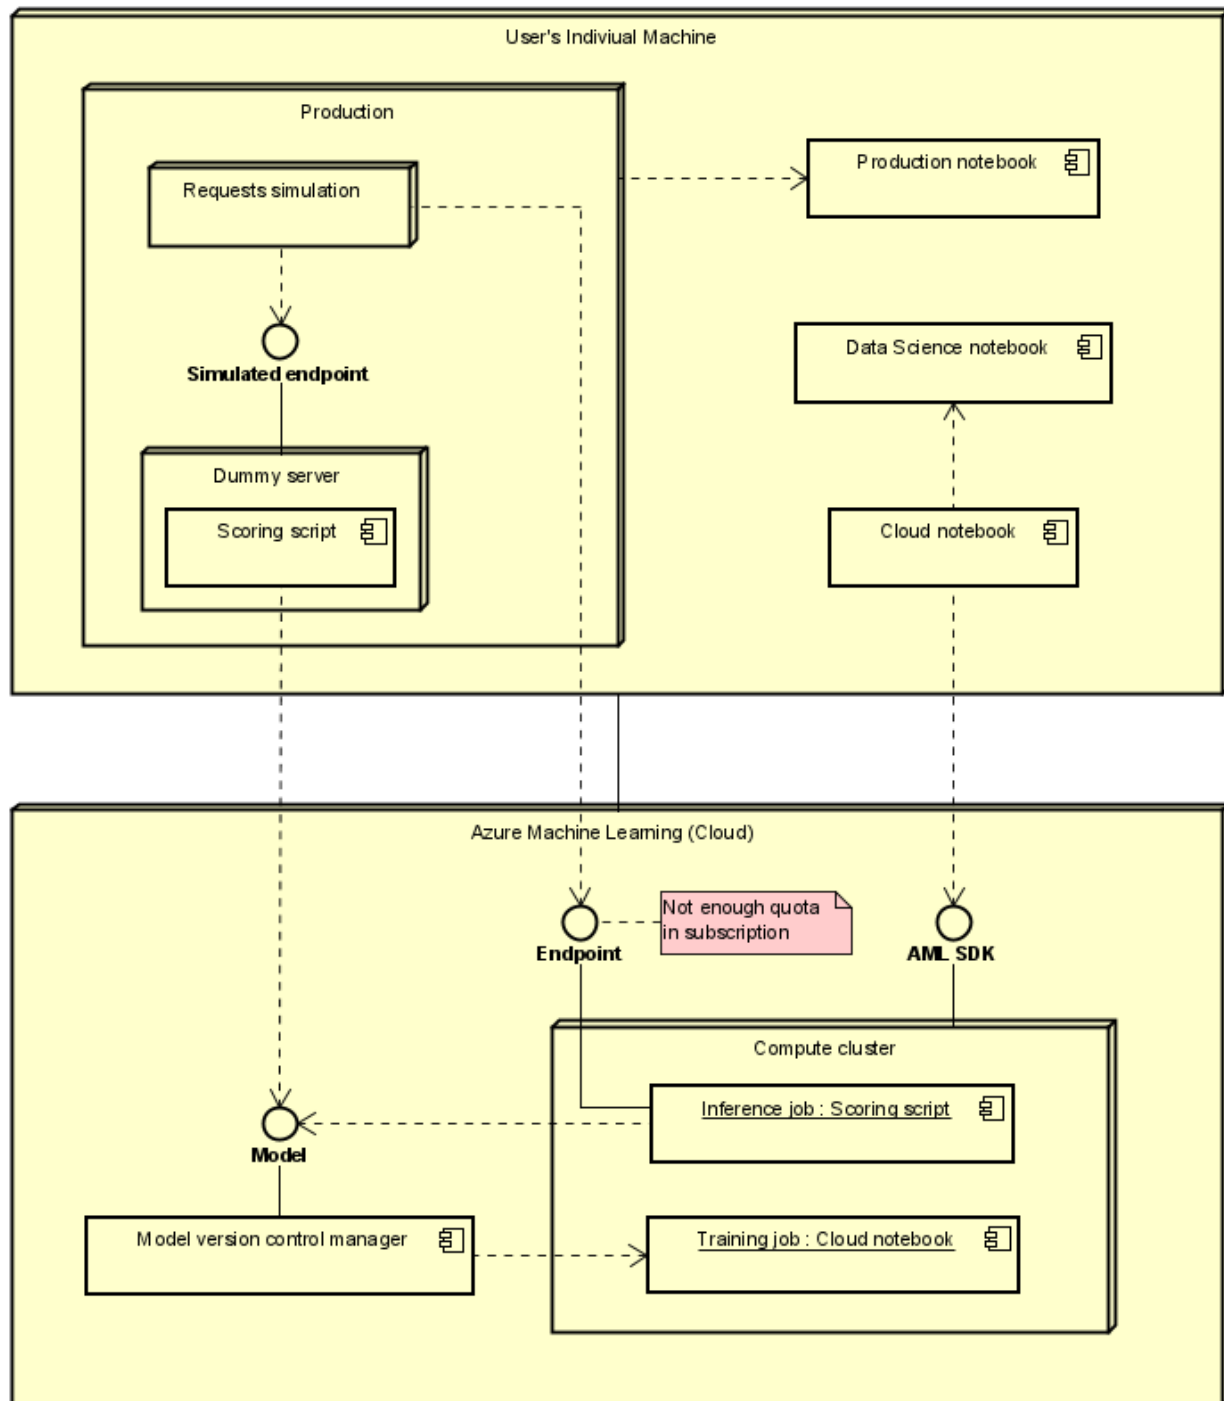 User's Indiviual Machine
Production
Requests simulation
Production notebook
Simulated endpoint
Data Science notebook
Dummy server
Scoring script
Cloud notebook
Azure Machine Learning (Cloud)
Not enough quota
in subscription
Endpoint
AML SDK
Compute cluster
Inference job : Scoring script
Model
Model version control manager
Training job : Cloud notebook